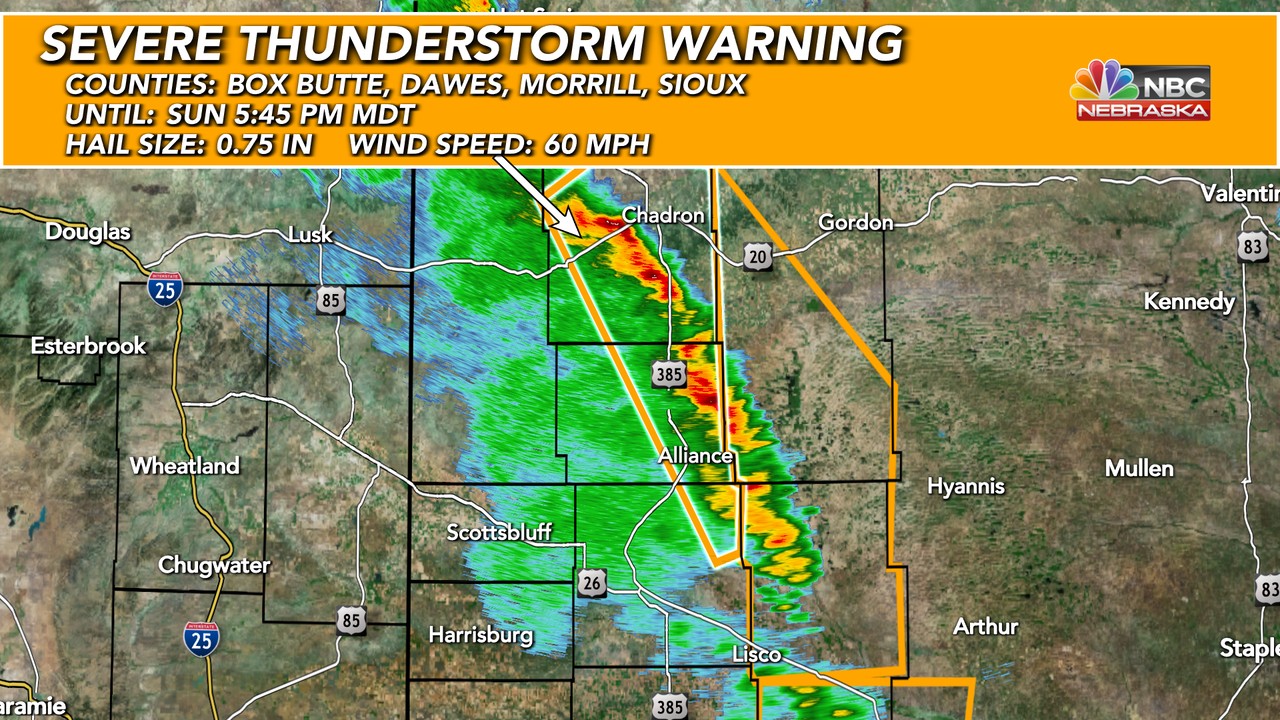 SEVERE THUNDERSTORM WARNING
COUNTIES: BOX BUTTE, DAWES, MORRILL, SIOUX
UNTIL: SUN 5:45 PM MDT
HAIL SIZE: 0.75 IN WIND SPEED: 60 MPH
NBC
NEBRASKA
Valentin
Chadron
Gordon
Douglas
Lusk
83
20
INTERSTATE
25
85
Kennedy
Esterbrook
385
Alliance
Wheatland
Mullen
Hyannis
Scottsbluff
Chugwater
26
83
85
INTERSTATE
25
Harrisburg
Arthur
Lisco
Staple
aramie
385